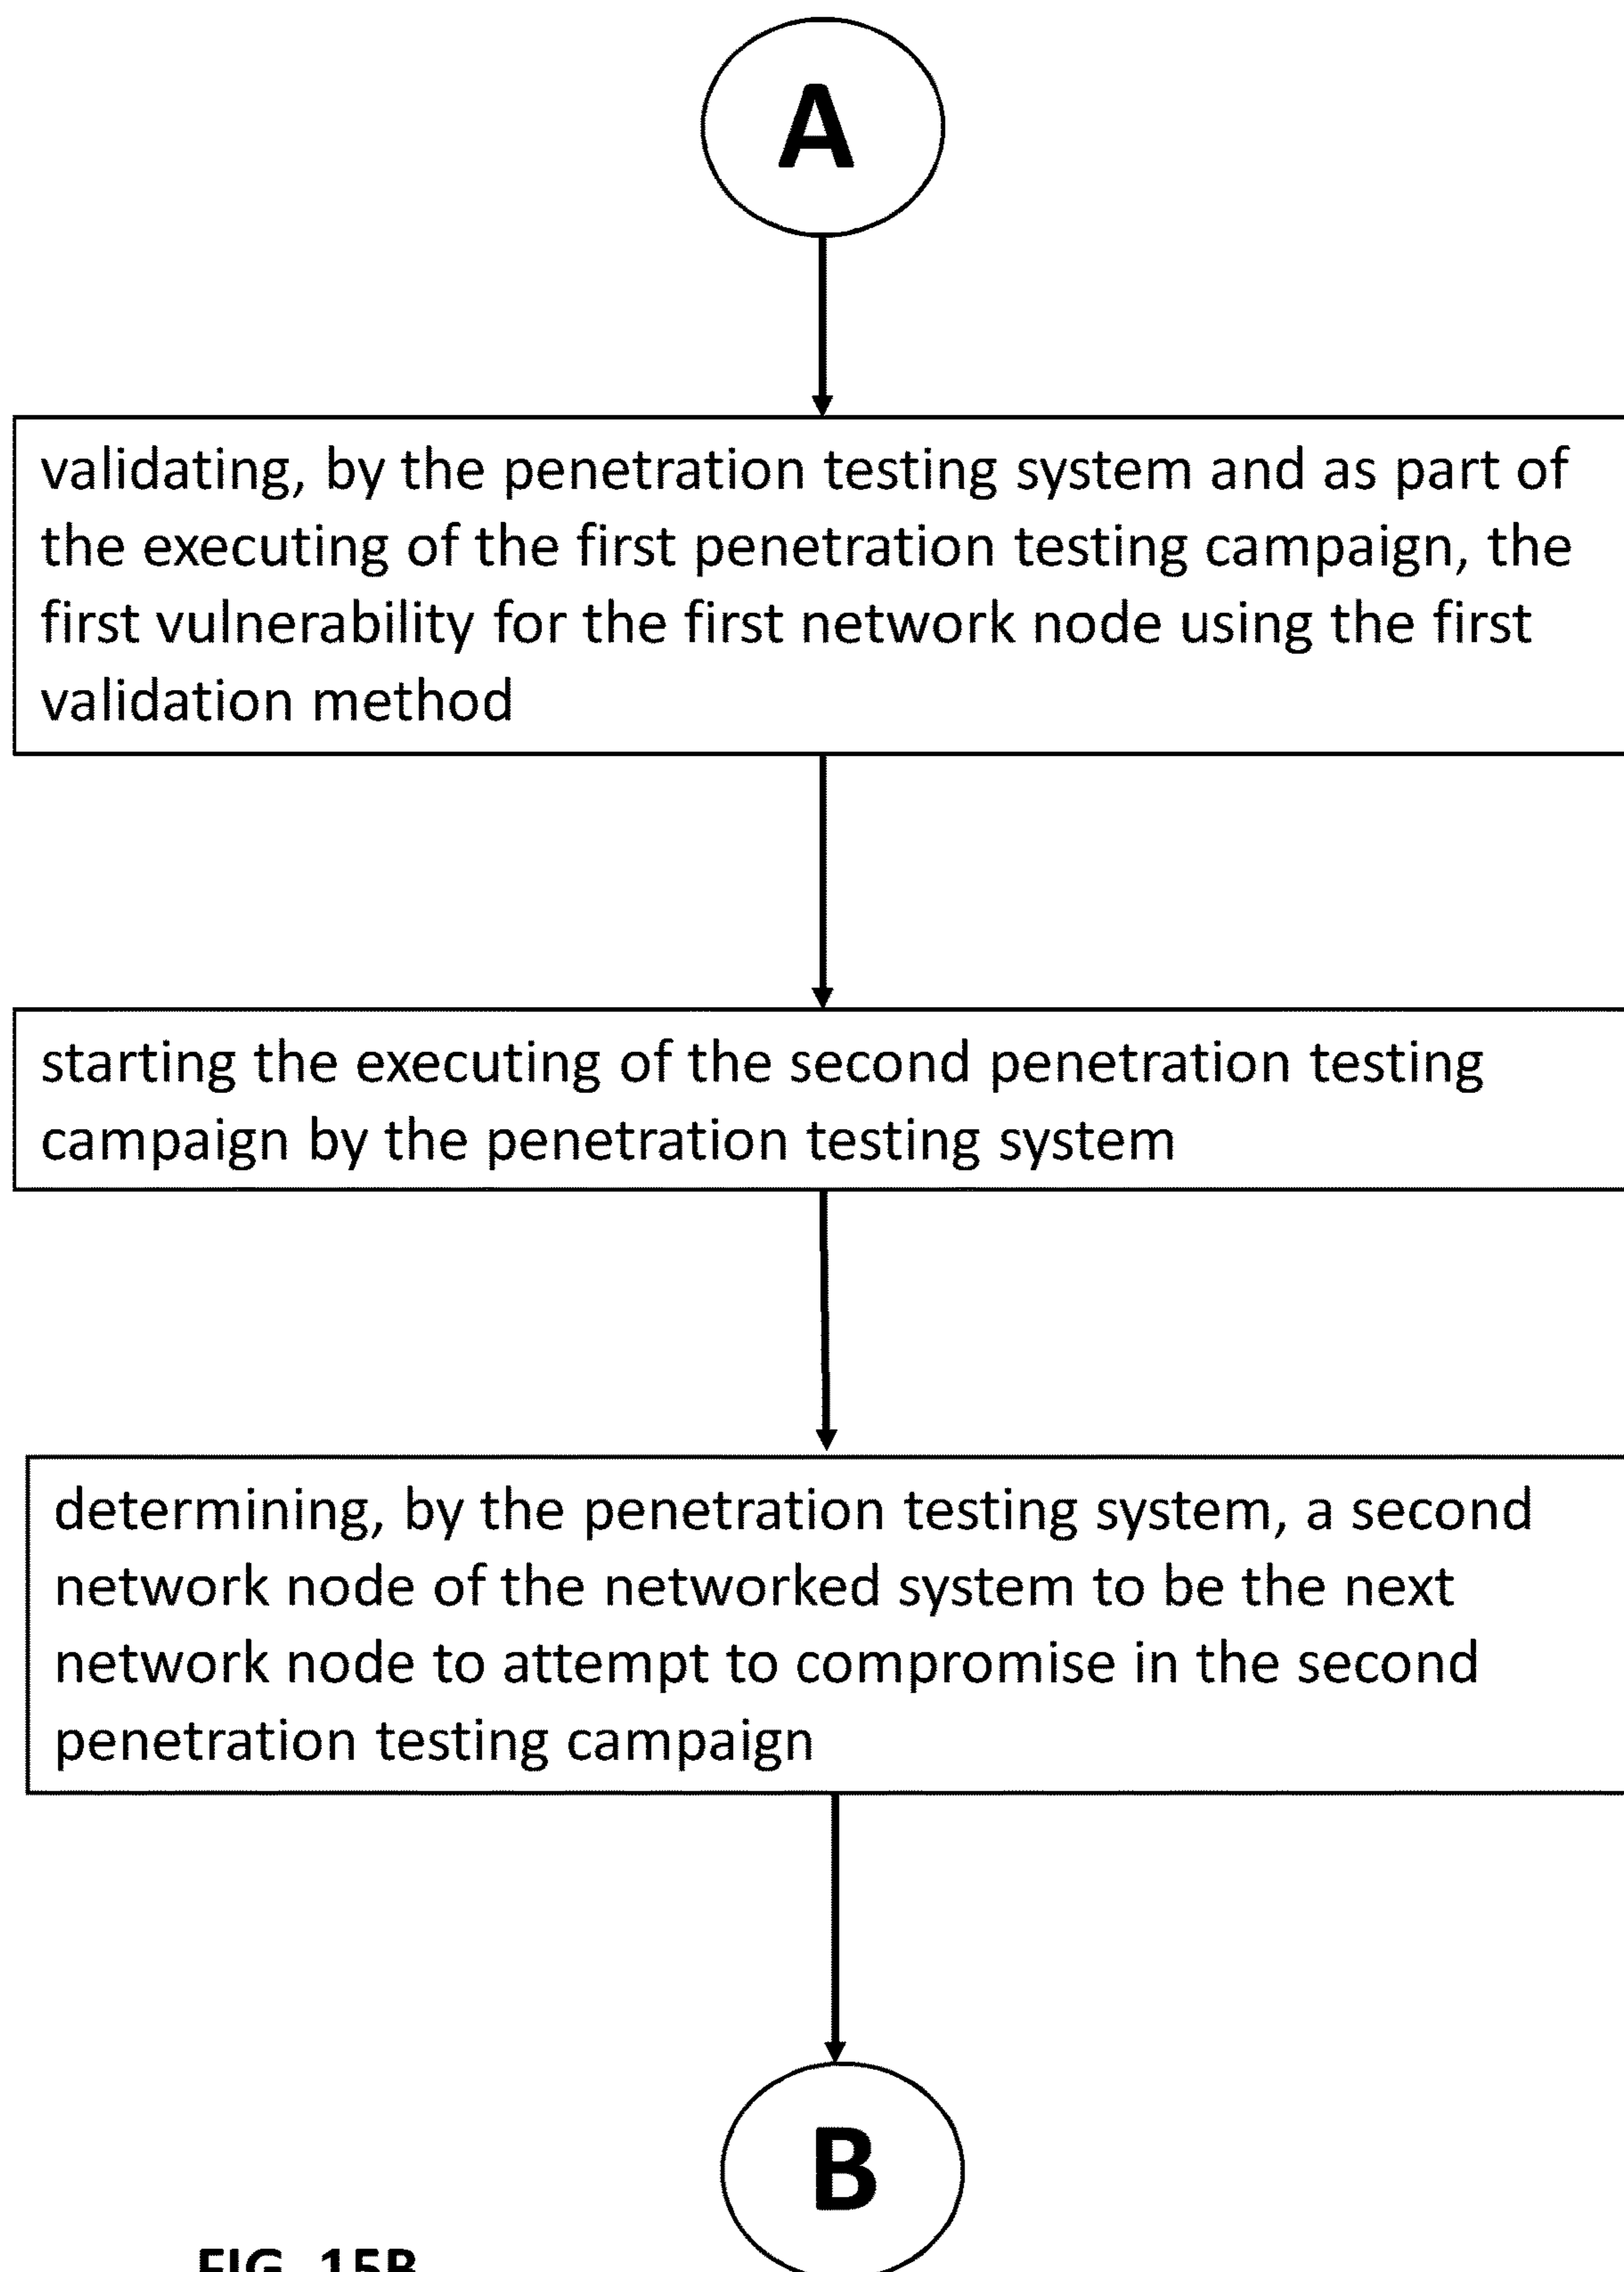 A
validating, by the penetration testing system and as part of
the executing of the first penetration testing campaign, the
first vulnerability for the first network node using the first
validation method
starting the executing of the second penetration testing
campaign by the penetration testing system
determining, by the penetration testing system, a second
network node of the networked system to be the next
network node to attempt to compromise in the second
penetration testing campaign
B
FIG. 15B